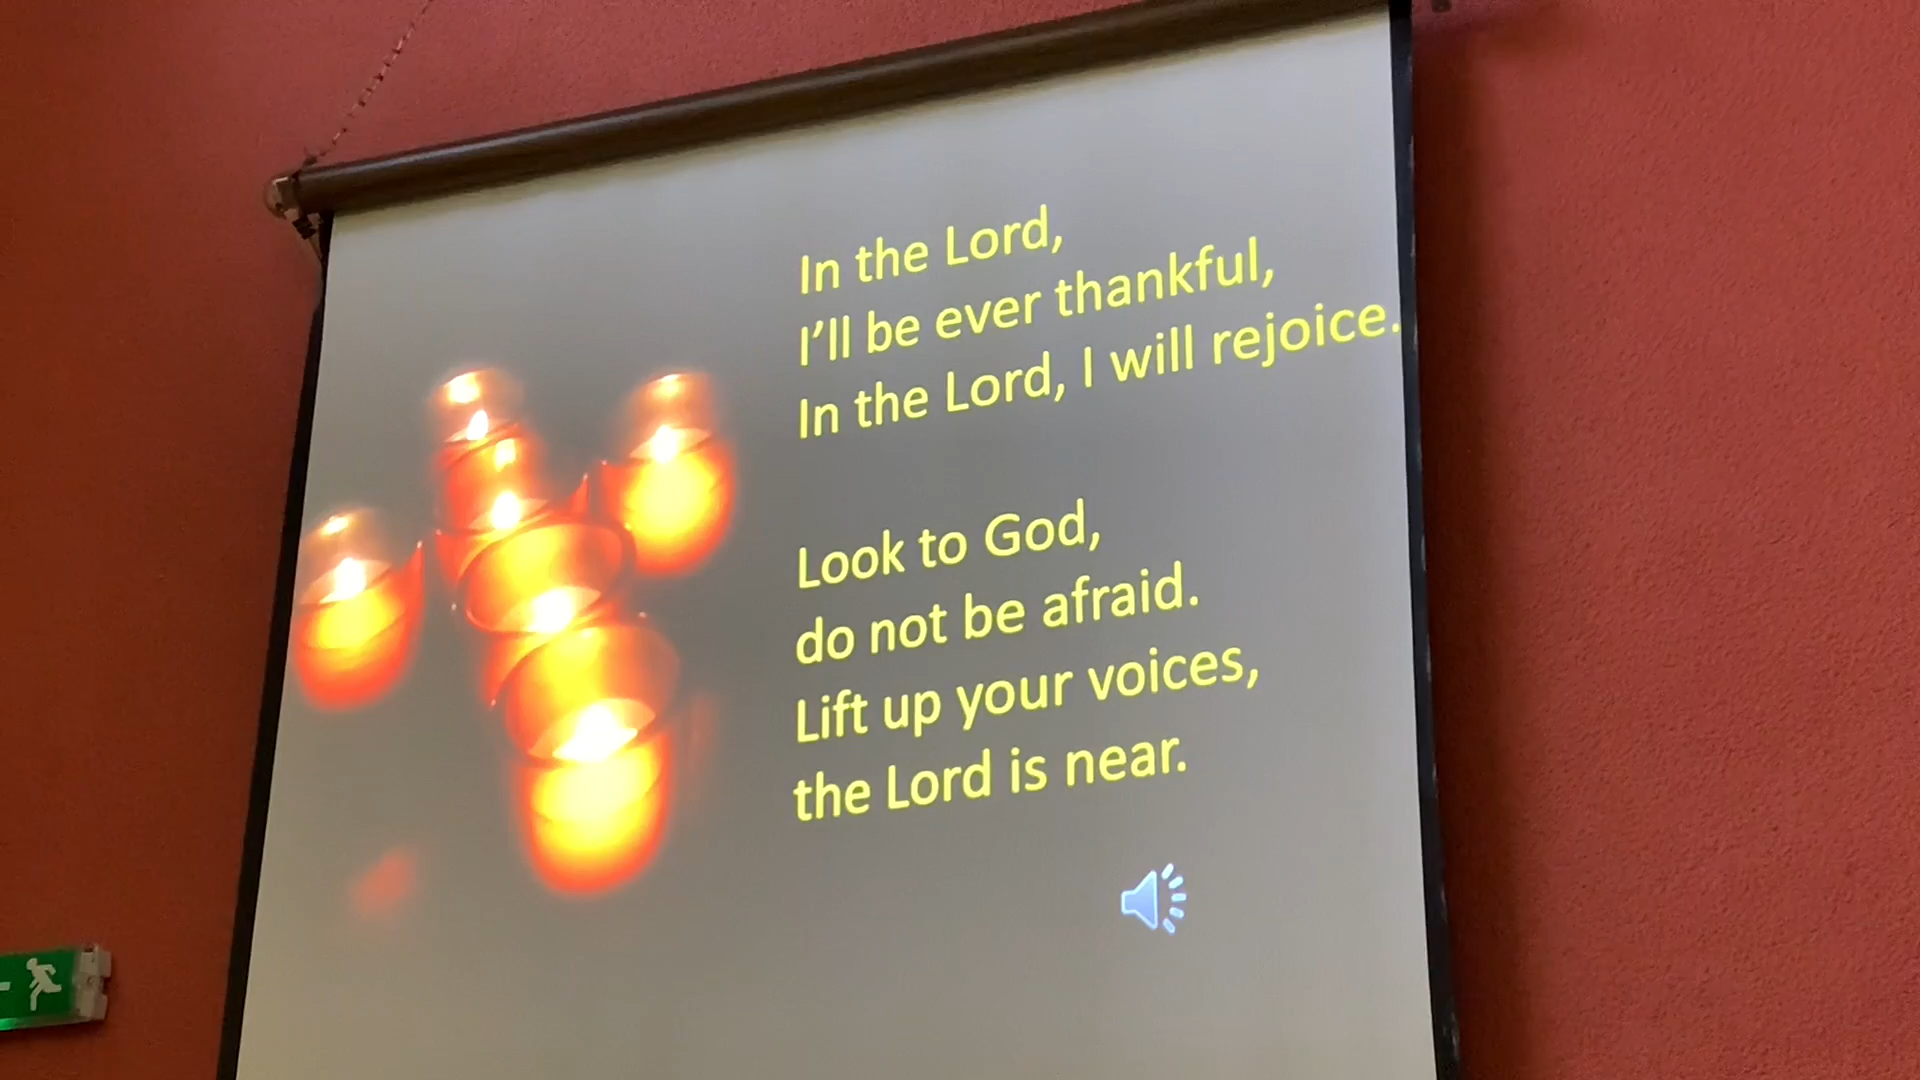 In the Lord,
I’ll be ever thankful,
In the Lord, I will rejoice.
Look to God,
do not be afraid.
Lift up your voices,
the Lord is near.